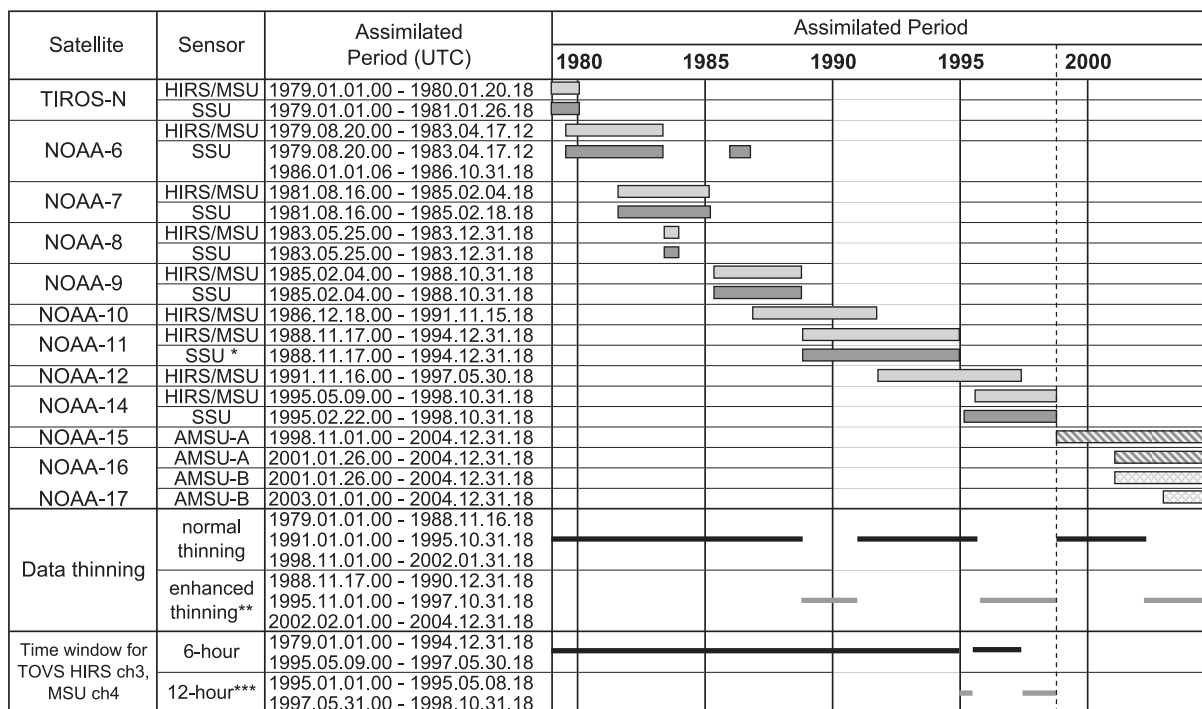 Satellite Sensor Assimilated Period (UTC) Assimilated Period
1980 1985 1990 1995 2000
TIROS-N HIRS/MSU 1979.01.01.00 - 1980.01.20.18
SSU 1979.01.01.00 - 1981.01.26.18
NOAA-6 HIRS/MSU 1979.08.20.00 - 1983.04.17.12
SSU 1979.08.20.00 - 1983.04.17.12
1986.01.01.06 - 1986.10.31.18
NOAA-7 HIRS/MSU 1981.08.16.00 - 1985.02.04.18
SSU 1981.08.16.00 - 1985.02.18.18
NOAA-8 HIRS/MSU 1983.05.25.00 - 1983.12.31.18
SSU 1983.05.25.00 - 1983.12.31.18
NOAA-9 HIRS/MSU 1985.02.04.00 - 1988.10.31.18
SSU 1985.02.04.00 - 1988.10.31.18
NOAA-10 HIRS/MSU 1986.12.18.00 - 1991.11.15.18
NOAA-11 HIRS/MSU 1988.11.17.00 - 1994.12.31.18
SSU * 1988.11.17.00 - 1994.12.31.18
NOAA-12 HIRS/MSU 1991.11.16.00 - 1997.05.30.18
NOAA-14 HIRS/MSU 1995.05.09.00 - 1998.10.31.18
SSU 1995.02.22.00 - 1998.10.31.18
NOAA-15 AMSU-A 1998.11.01.00 - 2004.12.31.18
NOAA-16 AMSU-A 2001.01.26.00 - 2004.12.31.18
AMSU-B 2001.01.26.00 - 2004.12.31.18
NOAA-17 AMSU-B 2003.01.01.00 - 2004.12.31.18
Data thinning
normal
thinning
1979.01.01.00 - 1988.11.16.18
1991.01.01.00 - 1995.10.31.18
1998.11.01.00 - 2002.01.31.18
enhanced
thinning**
1988.11.17.00 - 1990.12.31.18
1995.11.01.00 - 1997.10.31.18
2002.02.01.00 - 2004.12.31.18
Time window for
TOVS HIRS ch3,
MSU ch4
6-hour
1979.01.01.00 - 1994.12.31.18
1995.05.09.00 - 1997.05.30.18
12-hour***
1995.01.01.00 - 1995.05.08.18
1997.05.31.00 - 1998.10.31.18